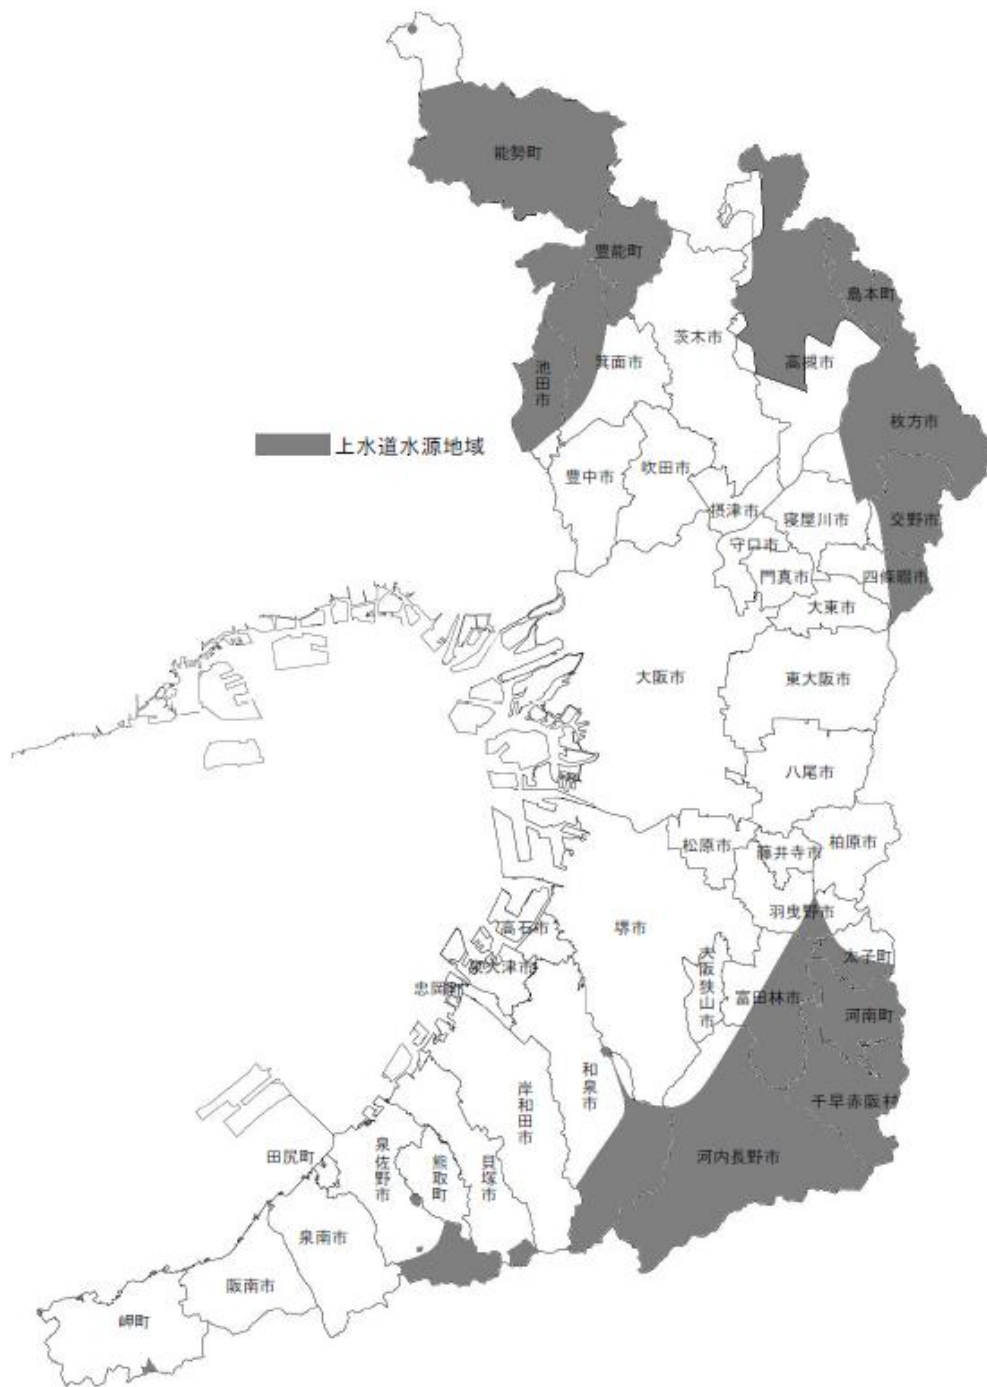 能勢町
豊能町
島本町
茨木市
高槻市
箕面市
池田市
枚方市
上水道水源地域
吹田市
豊中市
摂津市
寝屋川市
交野市
守口市
門真市
四條畷市
大東市
大阪市
東大阪市
八尾市
松原市
藤井寺市
柏原市
羽曳野市
高石市
堺市
太子町
泉大津市
大阪狭山市
忠岡町
富田林市
河南町
和泉市
岸和田市
千早赤阪村
田尻町
泉佐野市
熊取町
貝塚市
河内長野市
泉南市
阪南市
岬町